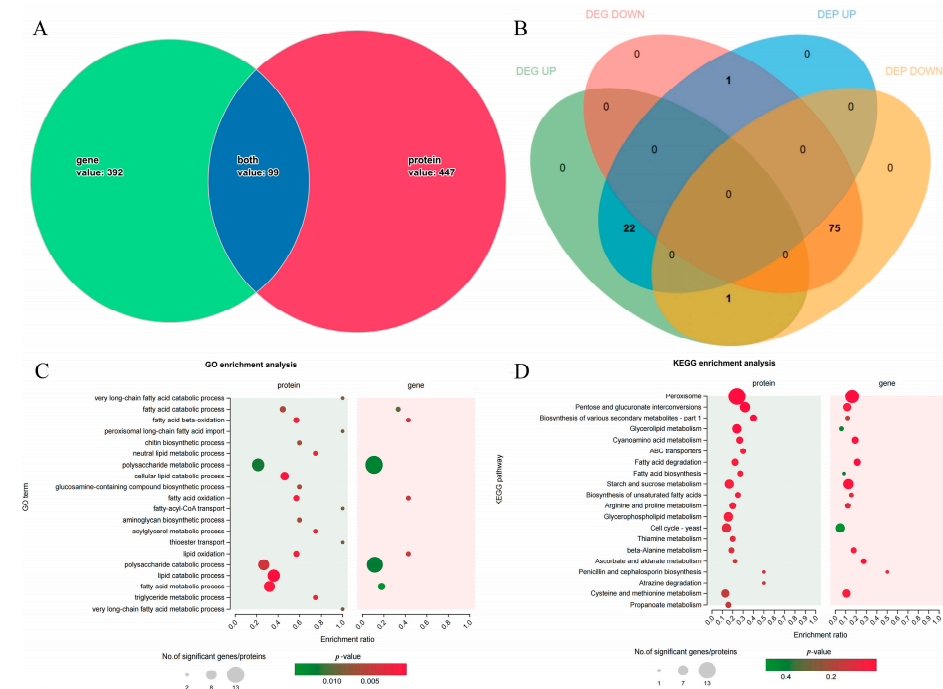 A
gene
value: 392
both
value: 99
protein
value: 447
B
DEG DOWN
DEP UP
DEG UP
DEP DOWN
0
0
1
0
0
0
0
0
0
0
22
75
0
0
1
C
GO enrichment analysis
protein
gene
GO term
very long-chain fatty acid catabolic process
fatty acid catabolic process
fatty acid beta-oxidation
peroxisomal long-chain fatty acid import
chitin biosynthetic process
neutral lipid metabolic process
polysaccharide metabolic process
cellular lipid catabolic process
glucosamine-containing compound biosynthetic process
fatty acid oxidation
fatty-acyl-CoA transport
aminoglycan biosynthetic process
acylglycerol metabolic process
thioester transport
lipid oxidation
polysaccharide catabolic process
lipid catabolic process
fatty acid metabolic process
triglyceride metabolic process
very long-chain fatty acid metabolic process
0.0 0.2 0.4 0.6 0.8 1.0 0.0 0.2 0.4 0.6 0.8 1.0
Enrichment ratio
No.of significant genes/proteins
2 8 13
p -value
0.010 0.005
D
KEGG enrichment analysis
protein
gene
KEGG pathway
Peroxisome
Pentose and glucuronate interconversions
Biosynthesis of various secondary metabolites - part 1
Glycerolipid metabolism
Cyanoamino acid metabolism
ABC transporters
Fatty acid degradation
Fatty acid biosynthesis
Starch and sucrose metabolism
Biosynthesis of unsaturated fatty acids
Arginine and proline metabolism
Glycerophospholipid metabolism
Cell cycle - yeast
Thiamine metabolism
beta-Alanine metabolism
Ascorbate and aldarate metabolism
Penicillin and cephalosporin biosynthesis
Atrazine degradation
Cysteine and methionine metabolism
Propanoate metabolism
0.0 0.1 0.2 0.3 0.4 0.5 0.6 0.7 0.8 0.9 1.0 0.0 0.1 0.2 0.3 0.4 0.5 0.6 0.7 0.8 0.9 1.0
Enrichment ratio
No.of significant genes/proteins
1 7 13
p -value
0.4 0.2